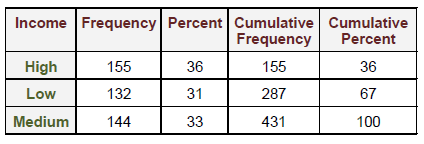 Income Frequency Percent Cumulative Frequency Cumulative Percent
High 155 36 155 36
Low 132 31 287 67
Medium 144 33 431 100